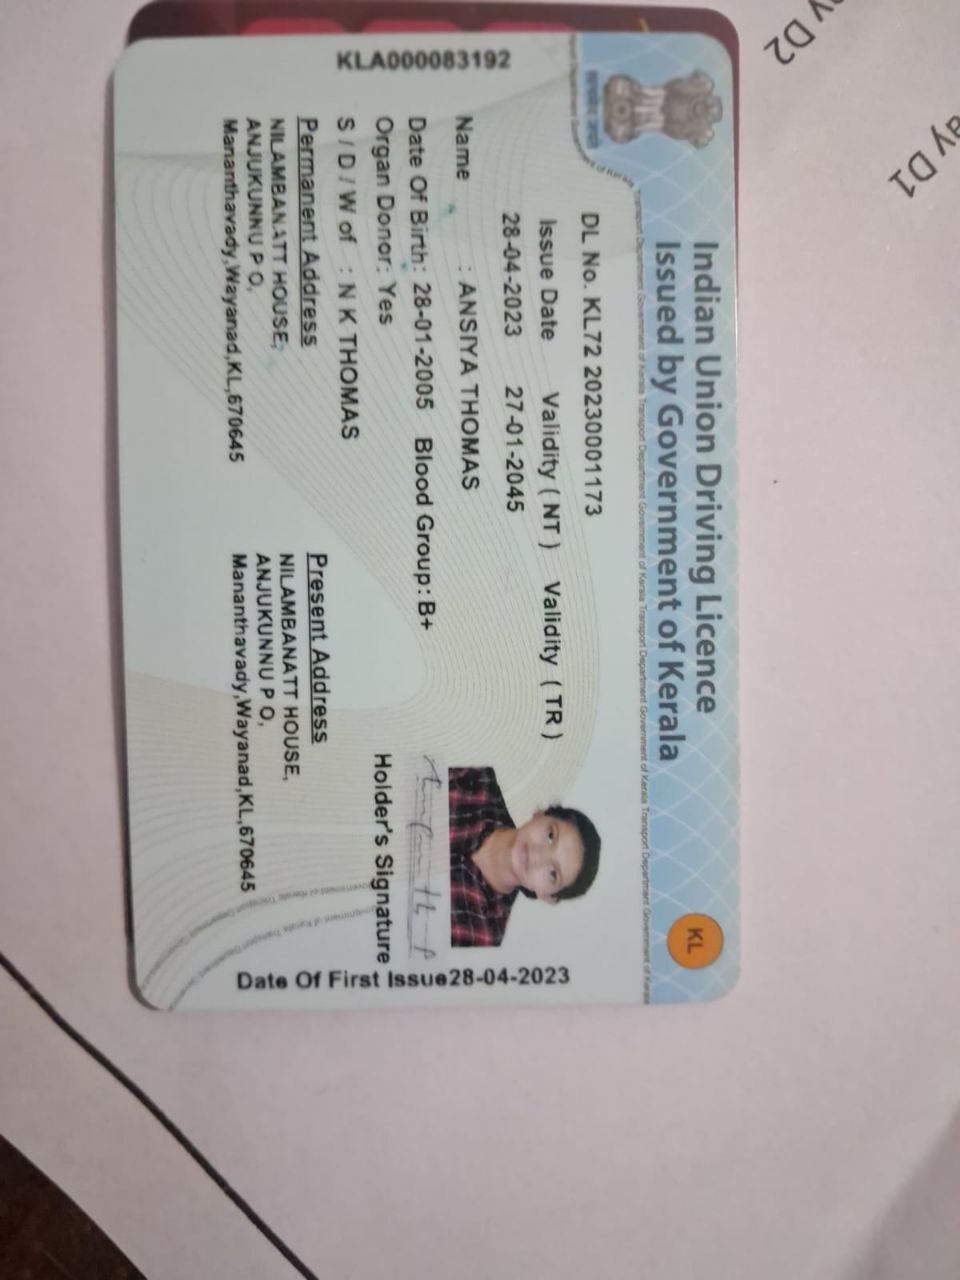 Indian Union Driving Licence
Issued by Government of Kerala
KL
DL No. KL72 20230001173
Issue Date Validity ( NT ) Validity ( TR )
28-04-2023 27-01-2045
KLA000083192
Name : ANSIYA THOMAS
Date Of Birth: 28-01-2005 Blood Group: B+
Organ Donor: Yes
S / D / W of : N K THOMAS
Holder's Signature
Permanent Address
NILAMBANATT HOUSE,
ANJUKUNNU P O,
Mananthavady,Wayanad,KL,670645
Present Address
NILAMBANATT HOUSE,
ANJUKUNNU P O,
Mananthavady,Wayanad,KL,670645
Date Of First Issue28-04-2023
D2
D1